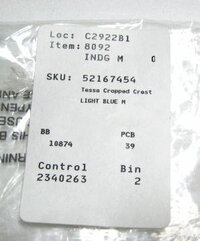 Loc: C2922B1
Item: 8092
INDG M 0
SKU: 52167454
Tessa Cropped Crest
LIGHT BLUE M
BB PCB
10874 39
Control Bin
2340263 2